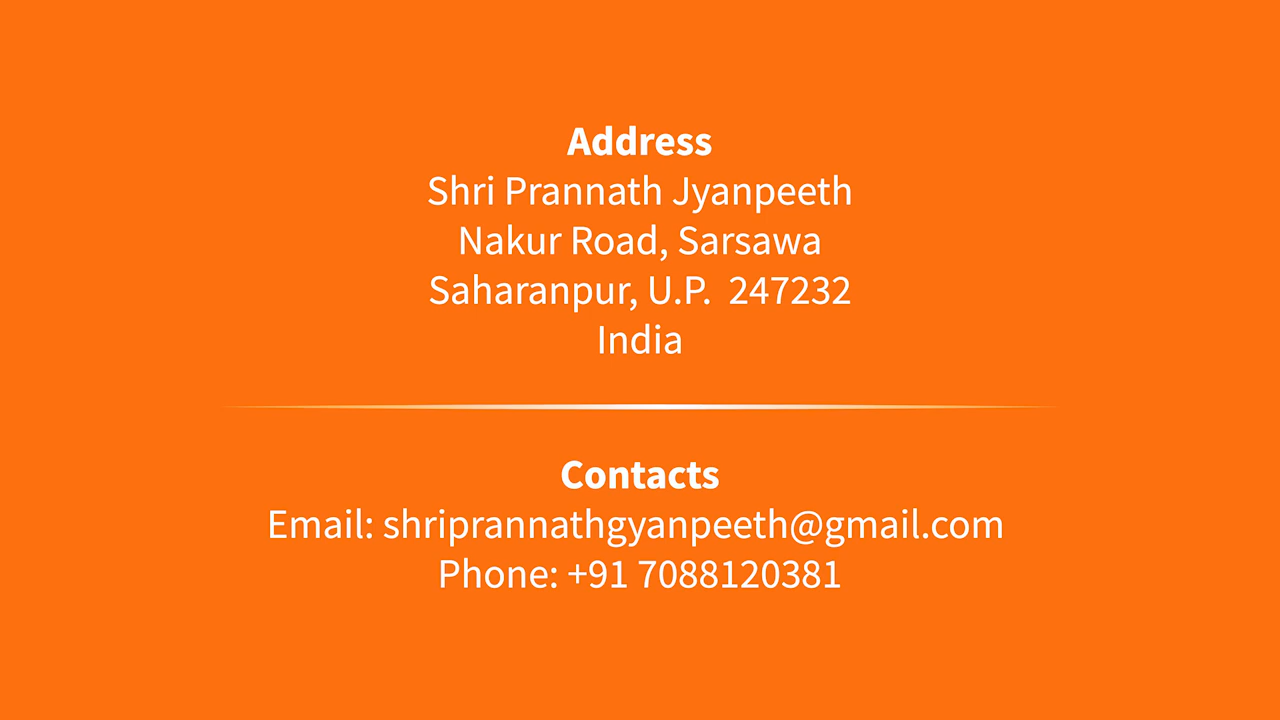 Address
Shri Prannath Jyanpeeth
Nakur Road, Sarsawa
Saharanpur, U.P.  247232
India
Contacts
Email: shriprannathgyanpeeth@gmail.com
Phone: +91 7088120381